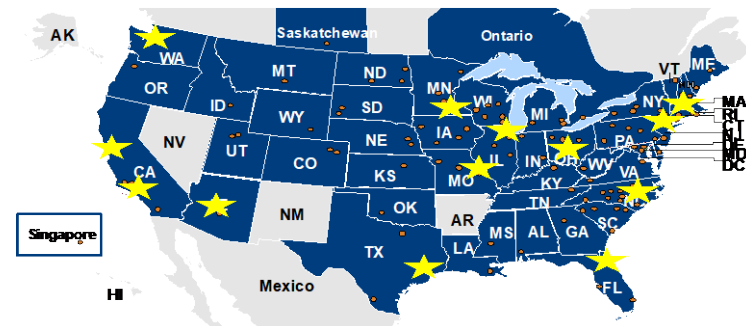 AK
Saskatchewan
Ontario
WA
MT
ND
MN
VT
ME
OR
ID
SD
WI
MI
NY
MA
RI
CT
NJ
DE
MD
DC
WY
IA
PA
NV
UT
NE
IL
IN
OH
WV
VA
CA
CO
KS
MO
KY
TN
NC
OK
AR
SC
NM
MS
AL
GA
TX
LA
Singapore
Mexico
HI
FL